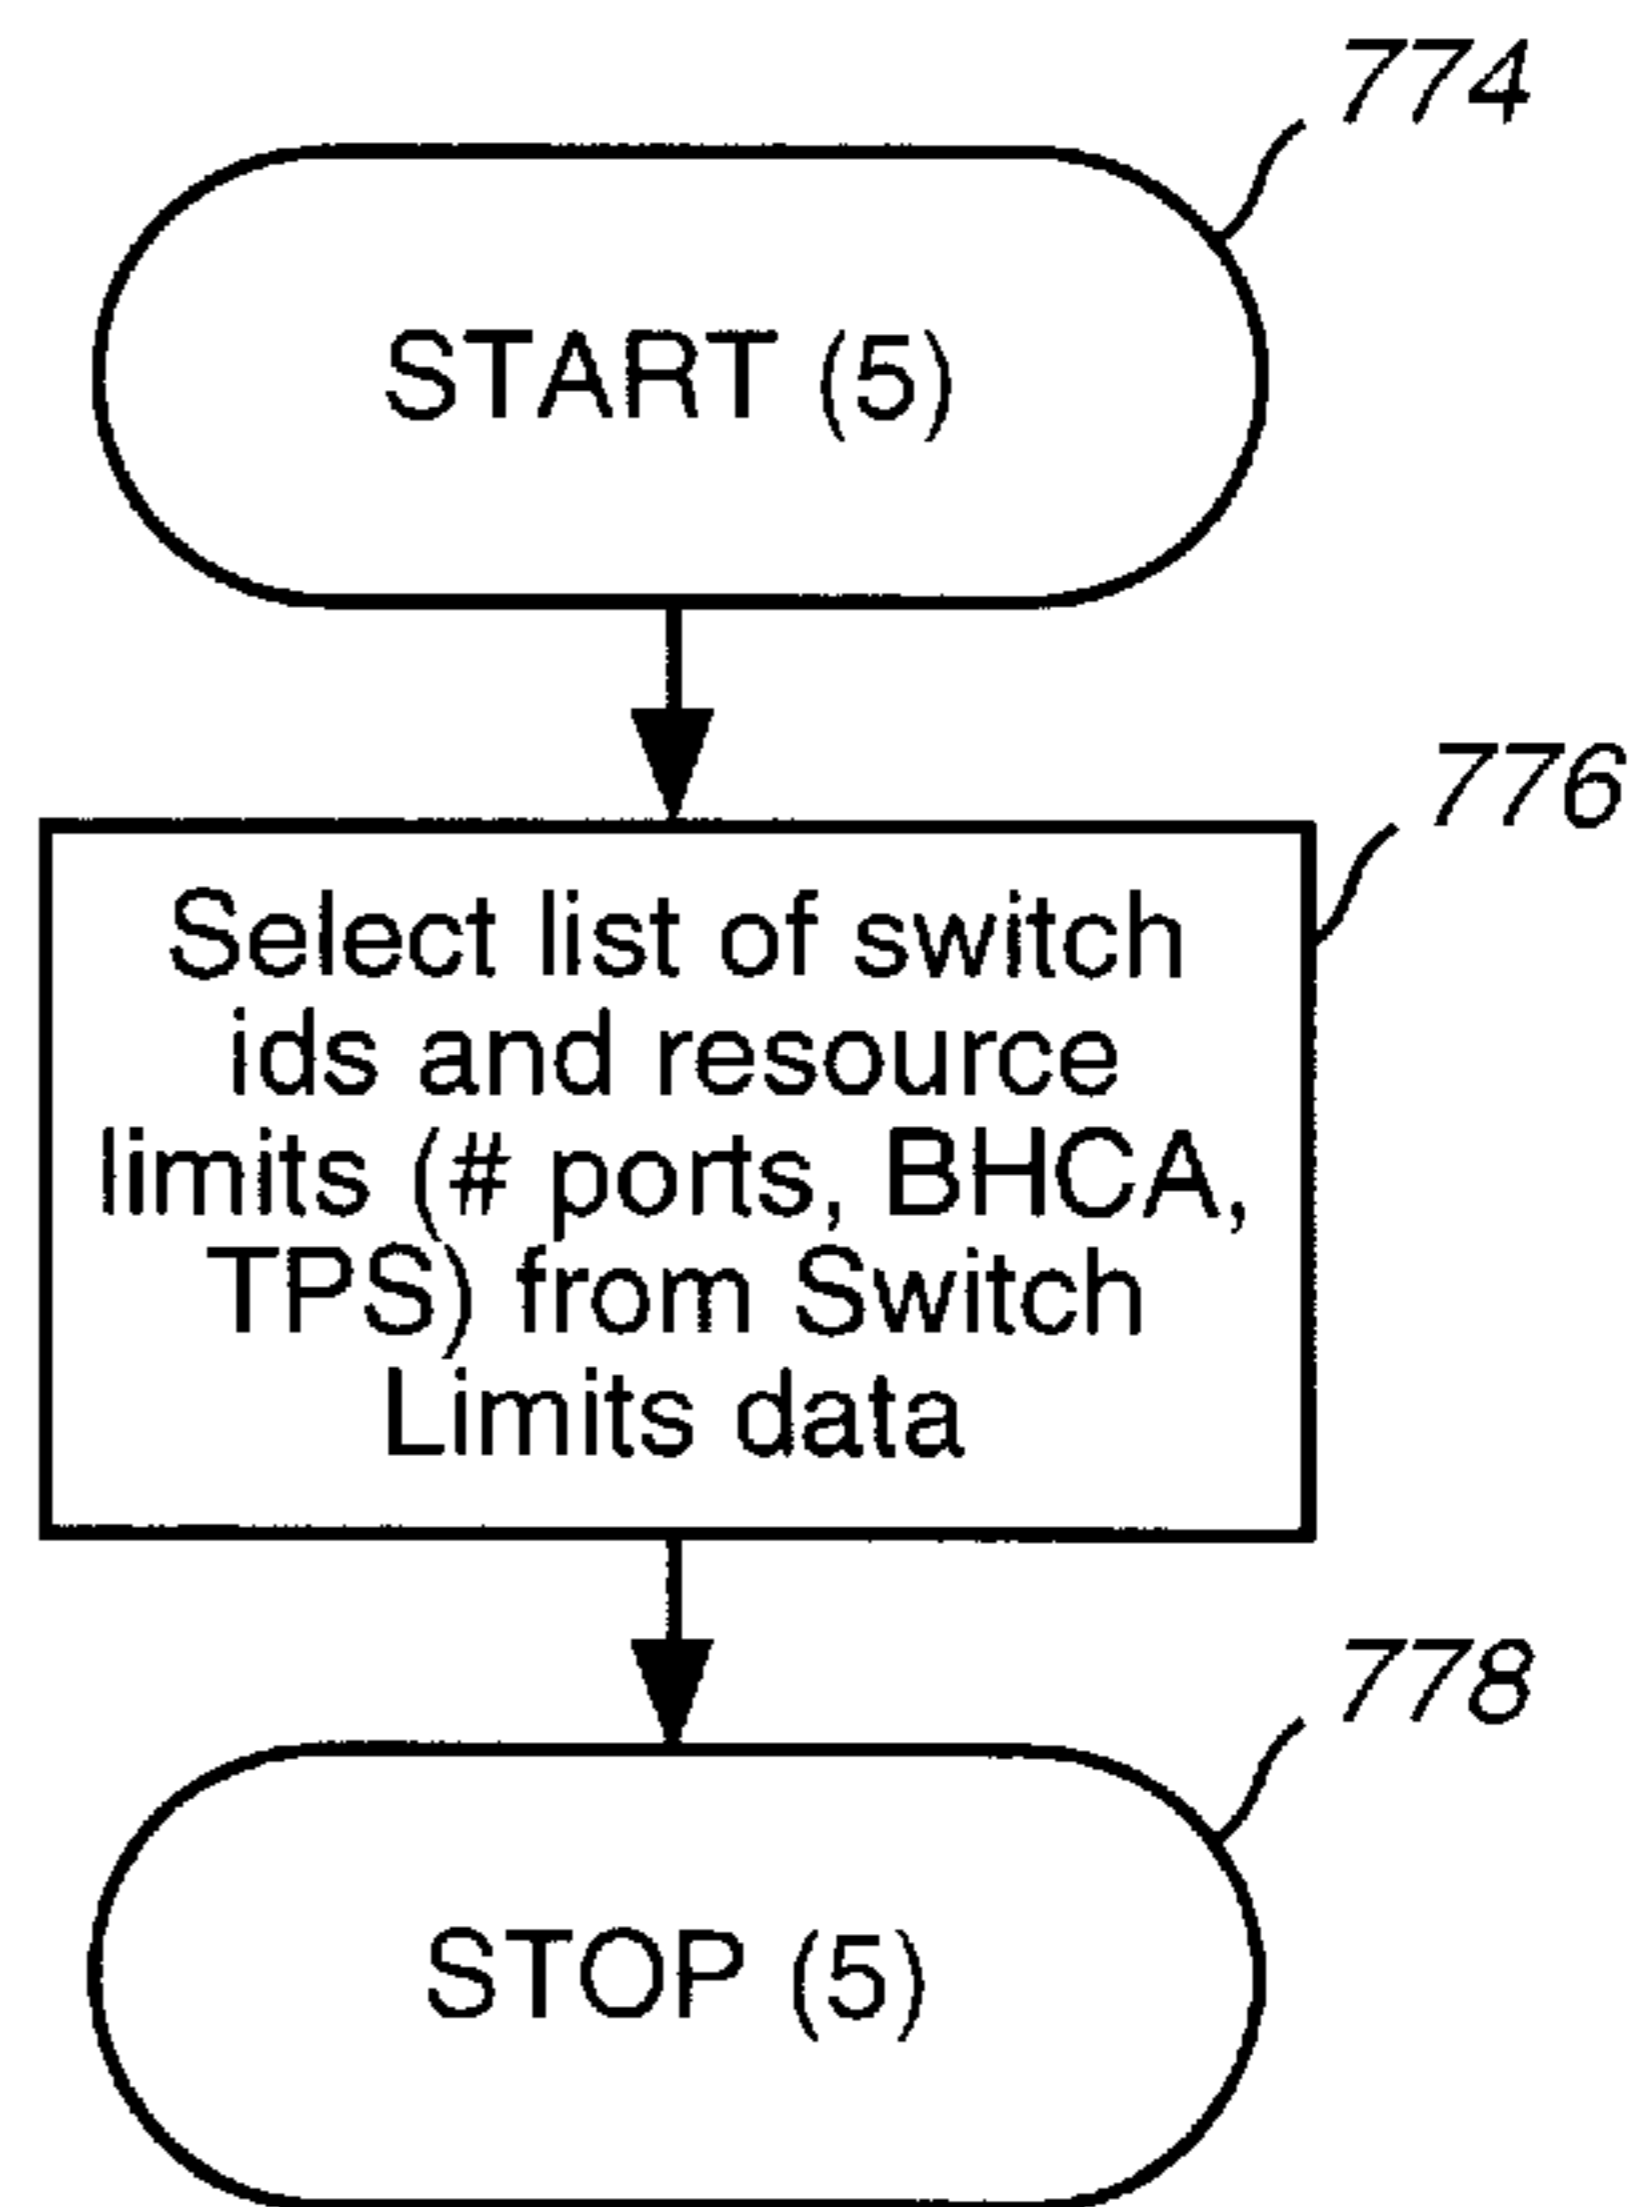 774
START (5)
776
Select list of switch
ids and resource
limits (# ports, BHCA,
TPS) from Switch
Limits data
778
STOP (5)